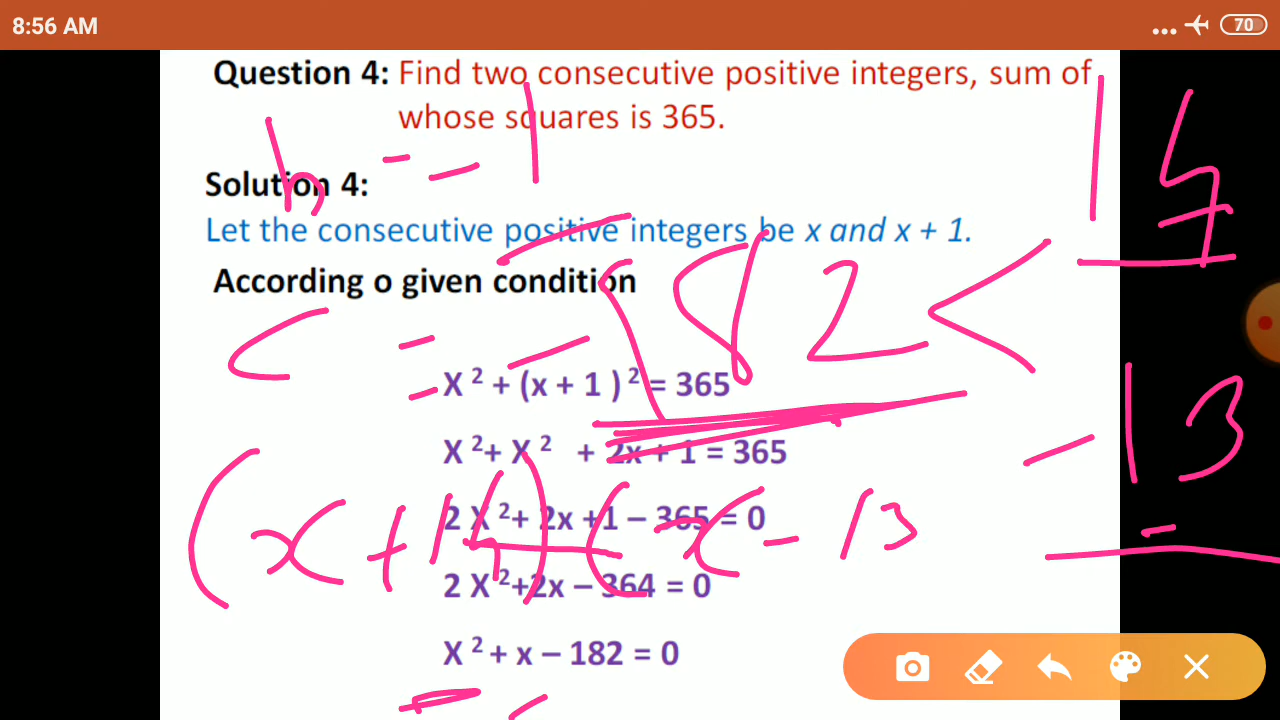 8:56 AM
70
Question 4: Find two consecutive positive integers, sum of
whose squares is 365.
Solution 4:
Let the consecutive positive integers be x and x + 1.
According o given condition
X² + (x + 1 )² = 365
X²+ X² + 2x + 1 = 365
2 X²+ 2x +1 – 365 = 0
2 X²+2x – 364 = 0
X² + x – 182 = 0
b = 1
c = - 182 <
14
- 13
(x + 14) (x - 13